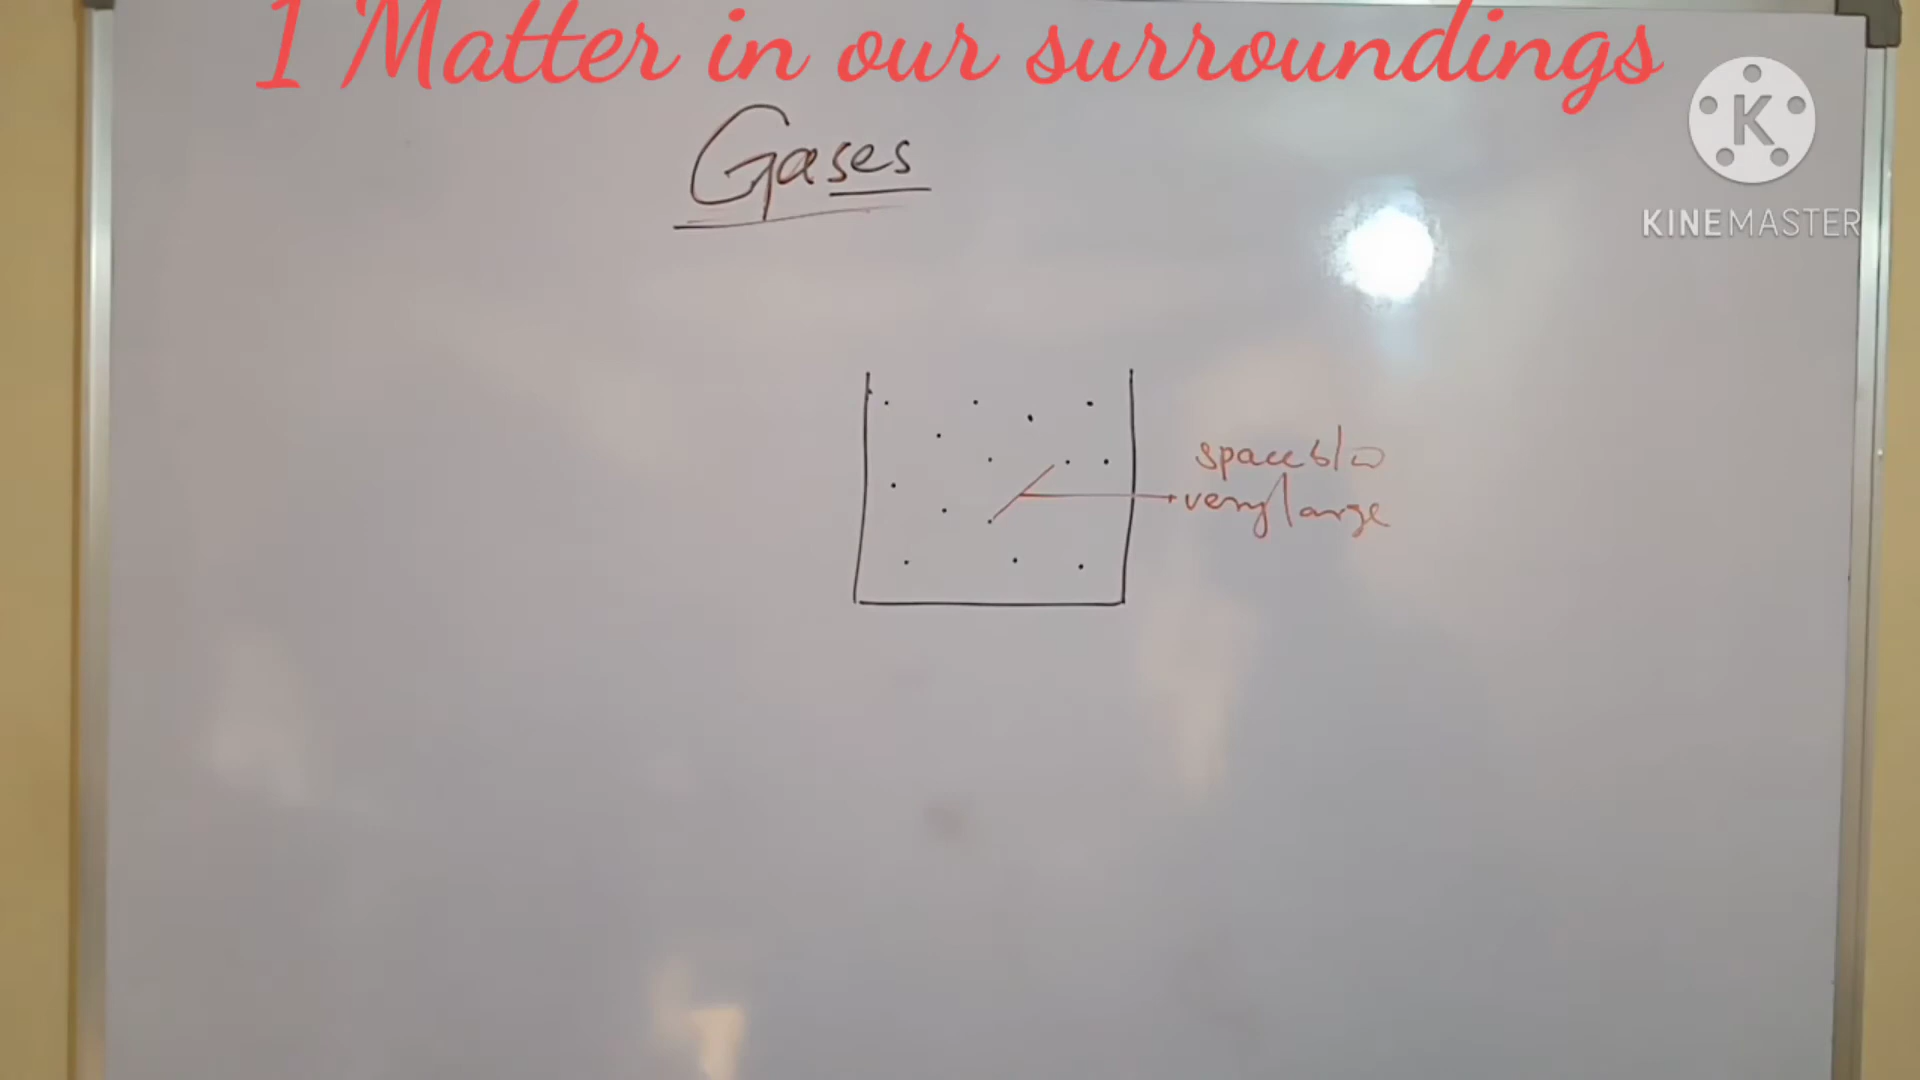 1 Matter in our surroundings
Gases
KINEMASTER
space b/w
very large